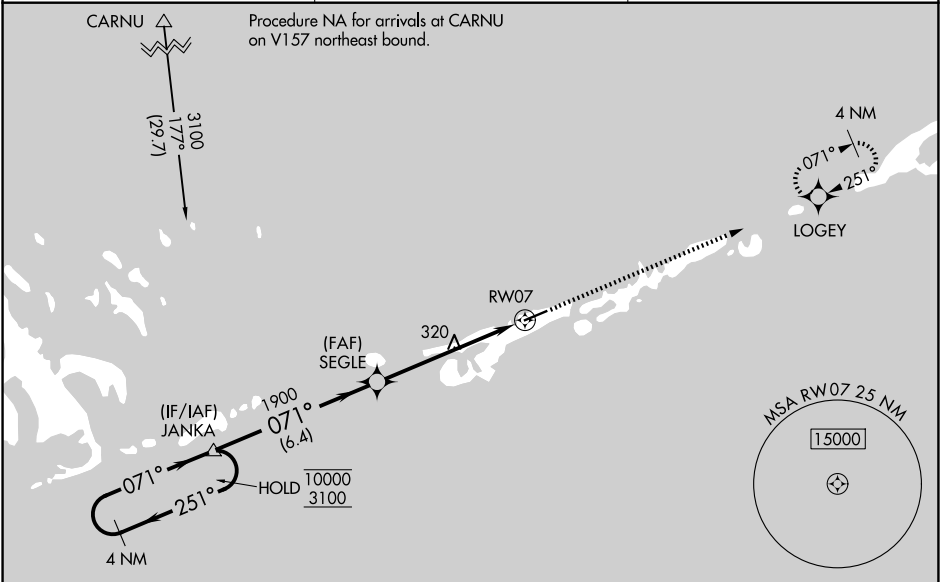 CARNU
Procedure NA for arrivals at CARNU
on V157 northeast bound.
3100
177°
(29.7)
4 NM
071°
251°
LOGEY
RW07
320
(FAF)
SEGLE
1900
071°
(6.4)
(IF/IAF)
JANKA
071°
251°
HOLD
10000
3100
4 NM
MSA RW07 25 NM
15000